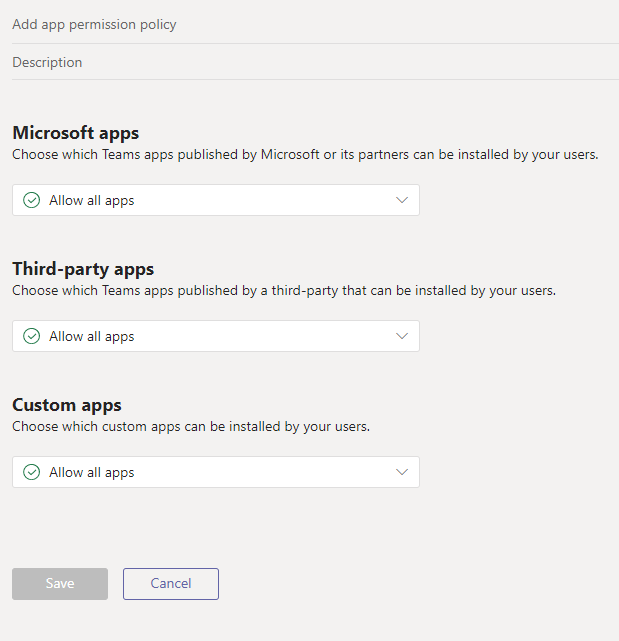 Add app permission policy
Description
Microsoft apps
Choose which Teams apps published by Microsoft or its partners can be installed by your users.
Allow all apps
Third-party apps
Choose which Teams apps published by a third-party that can be installed by your users.
Allow all apps
Custom apps
Choose which custom apps can be installed by your users.
Allow all apps
Save Cancel